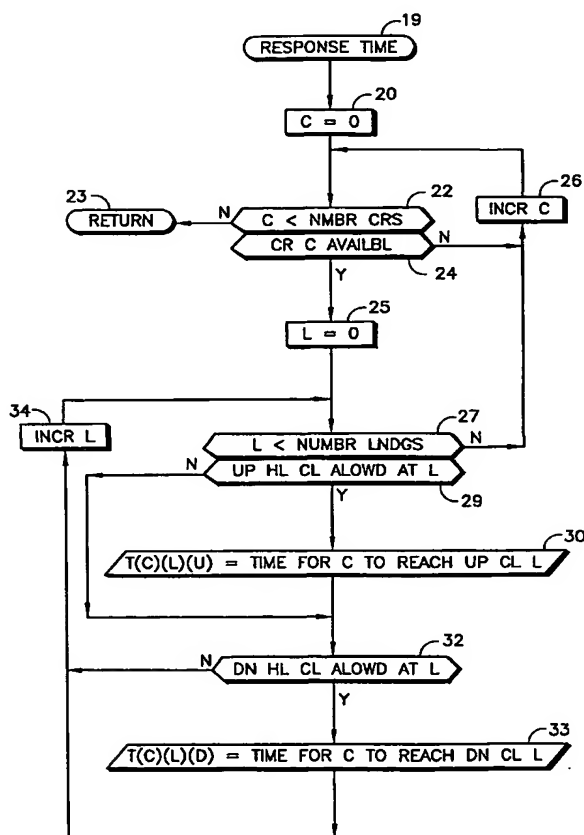 19
RESPONSE TIME
20
C = 0
26
INCR C
23
RETURN
N
22
C < NMBR CRS
CR C AVAILBL
N
24
Y
25
L = 0
34
INCR L
27
L < NUMBR LNDGS
N
N
UP HL CL ALOWD AT L
29
Y
30
T(C)(L)(U) = TIME FOR C TO REACH UP CL L
32
N
DN HL CL ALOWD AT L
Y
33
T(C)(L)(D) = TIME FOR C TO REACH DN CL L